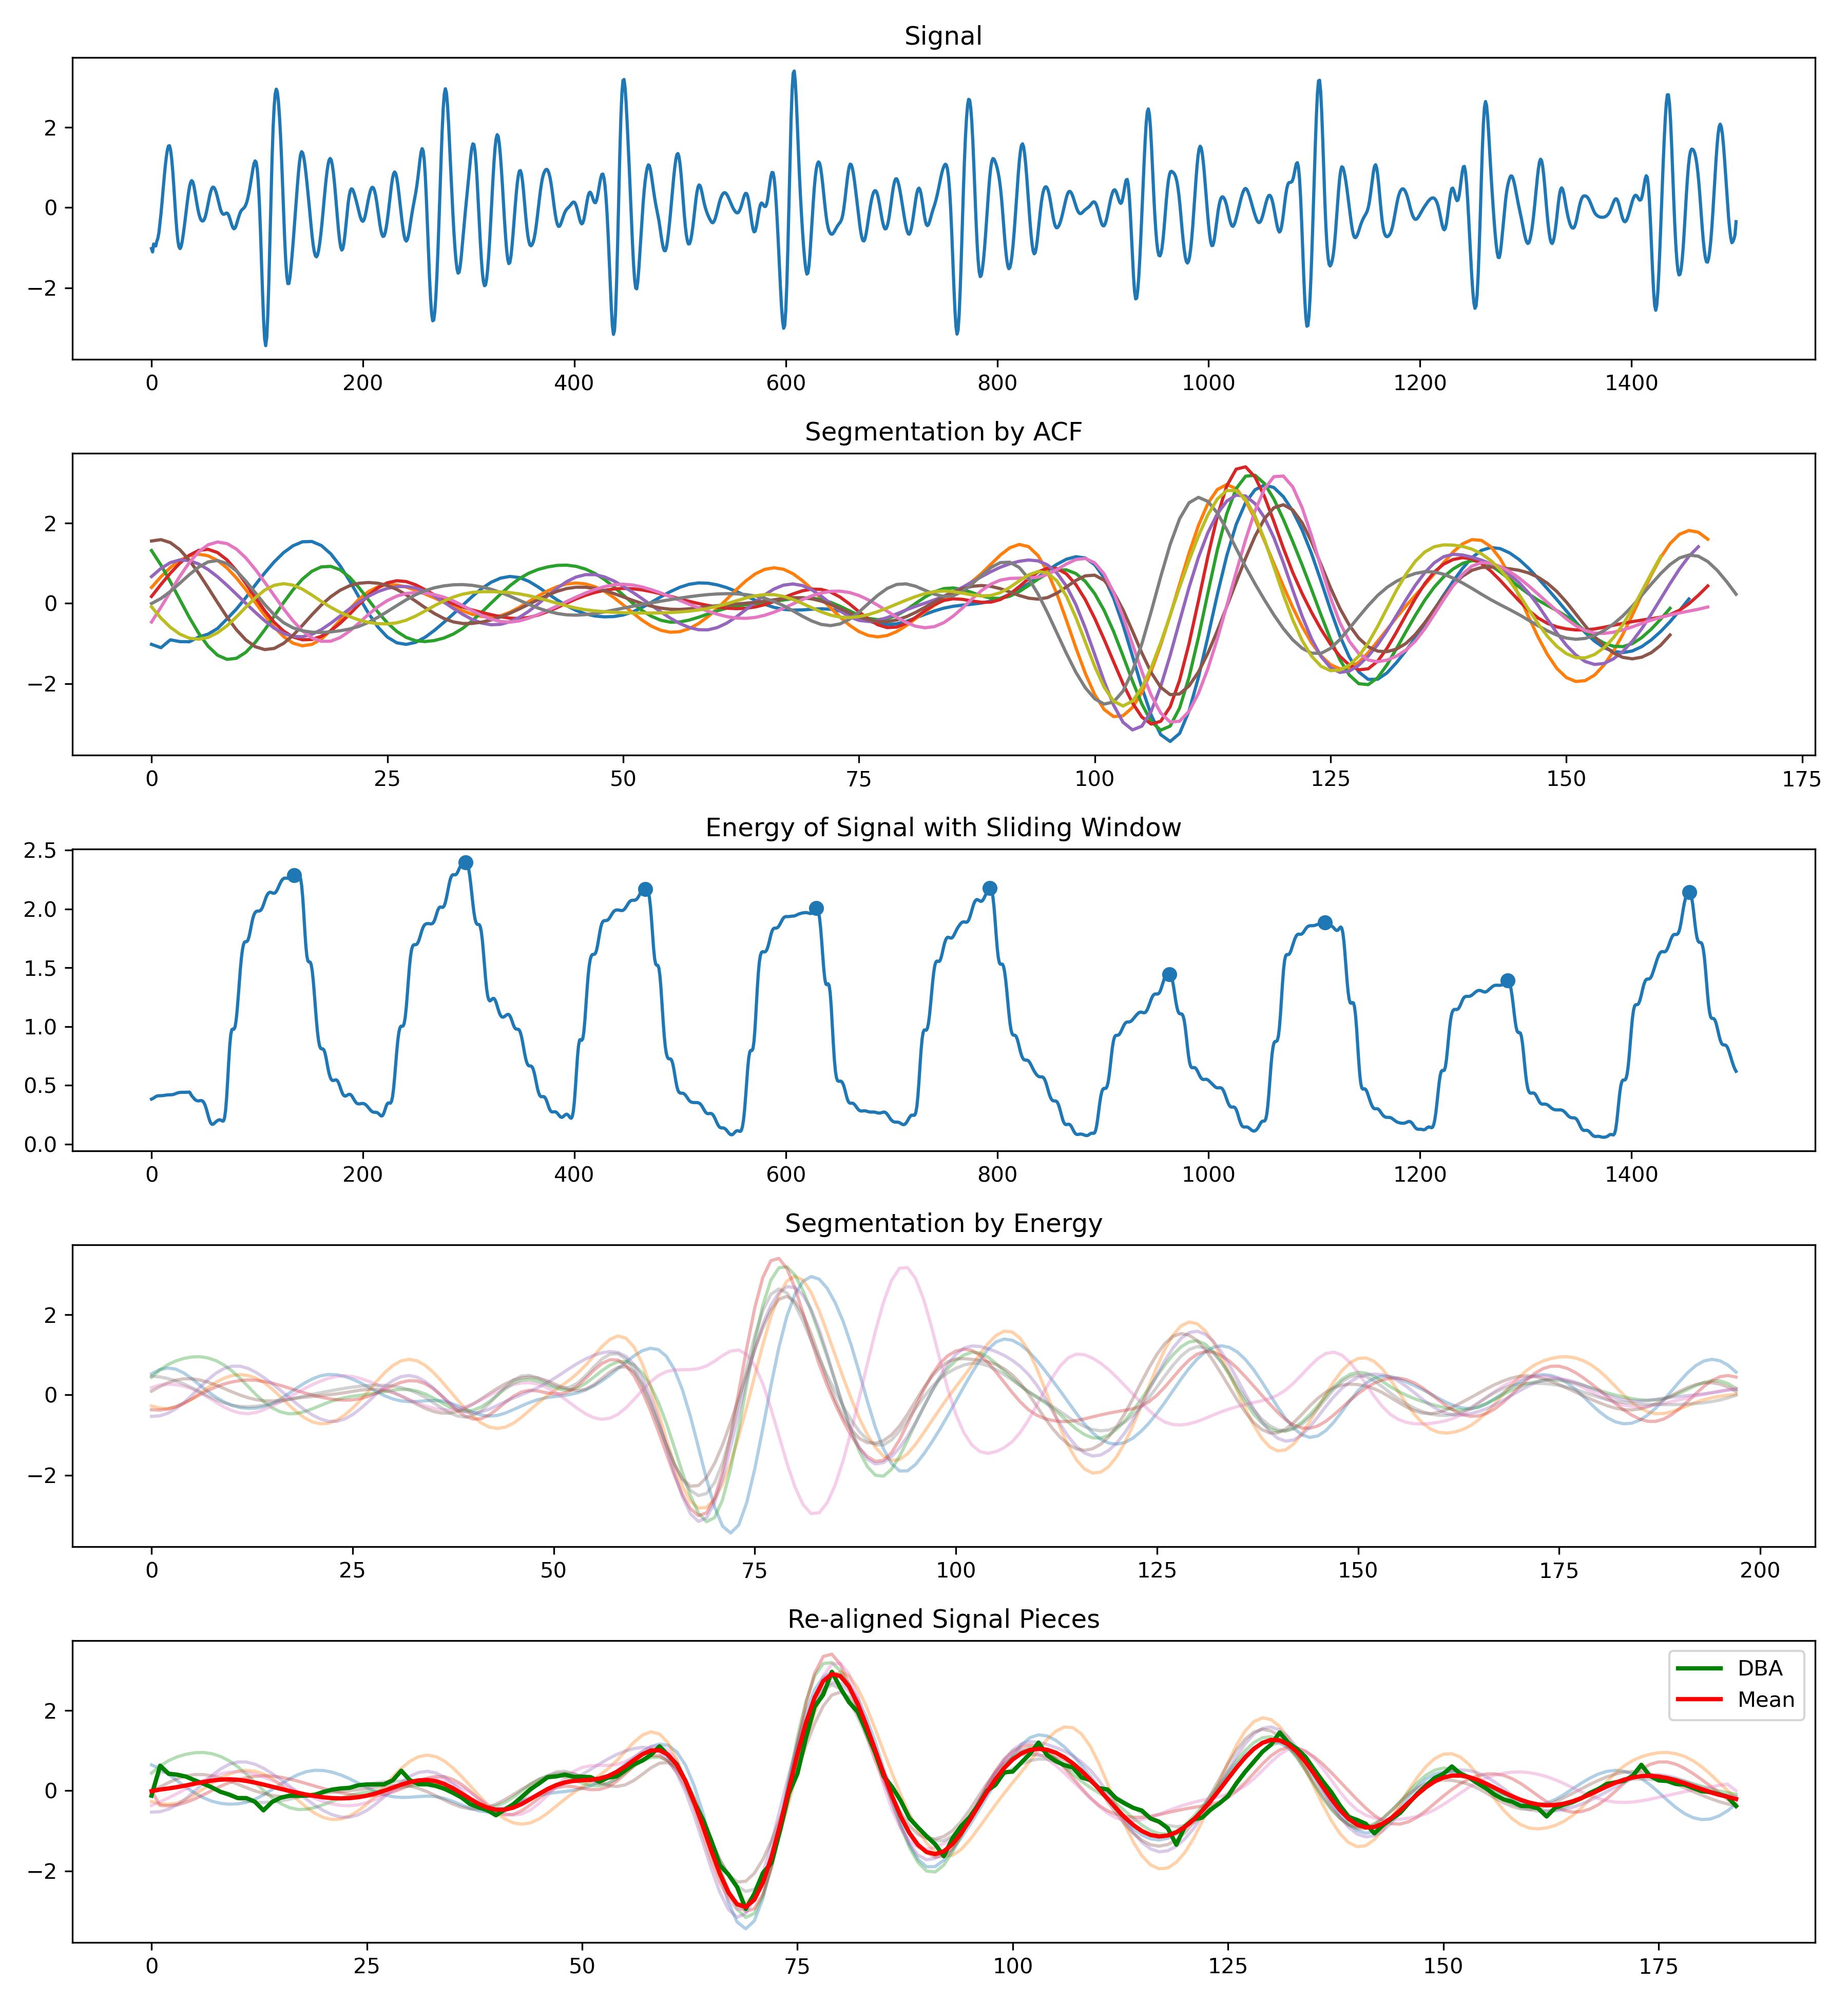 Signal
2
0
−2
0 200 400 600 800 1000 1200 1400
Segmentation by ACF
2
0
−2
0 25 50 75 100 125 150 175
Energy of Signal with Sliding Window
2.5
2.0
1.5
1.0
0.5
0.0
0 200 400 600 800 1000 1200 1400
Segmentation by Energy
2
0
−2
0 25 50 75 100 125 150 175 200
Re-aligned Signal Pieces
DBA
Mean
2
0
−2
0 25 50 75 100 125 150 175